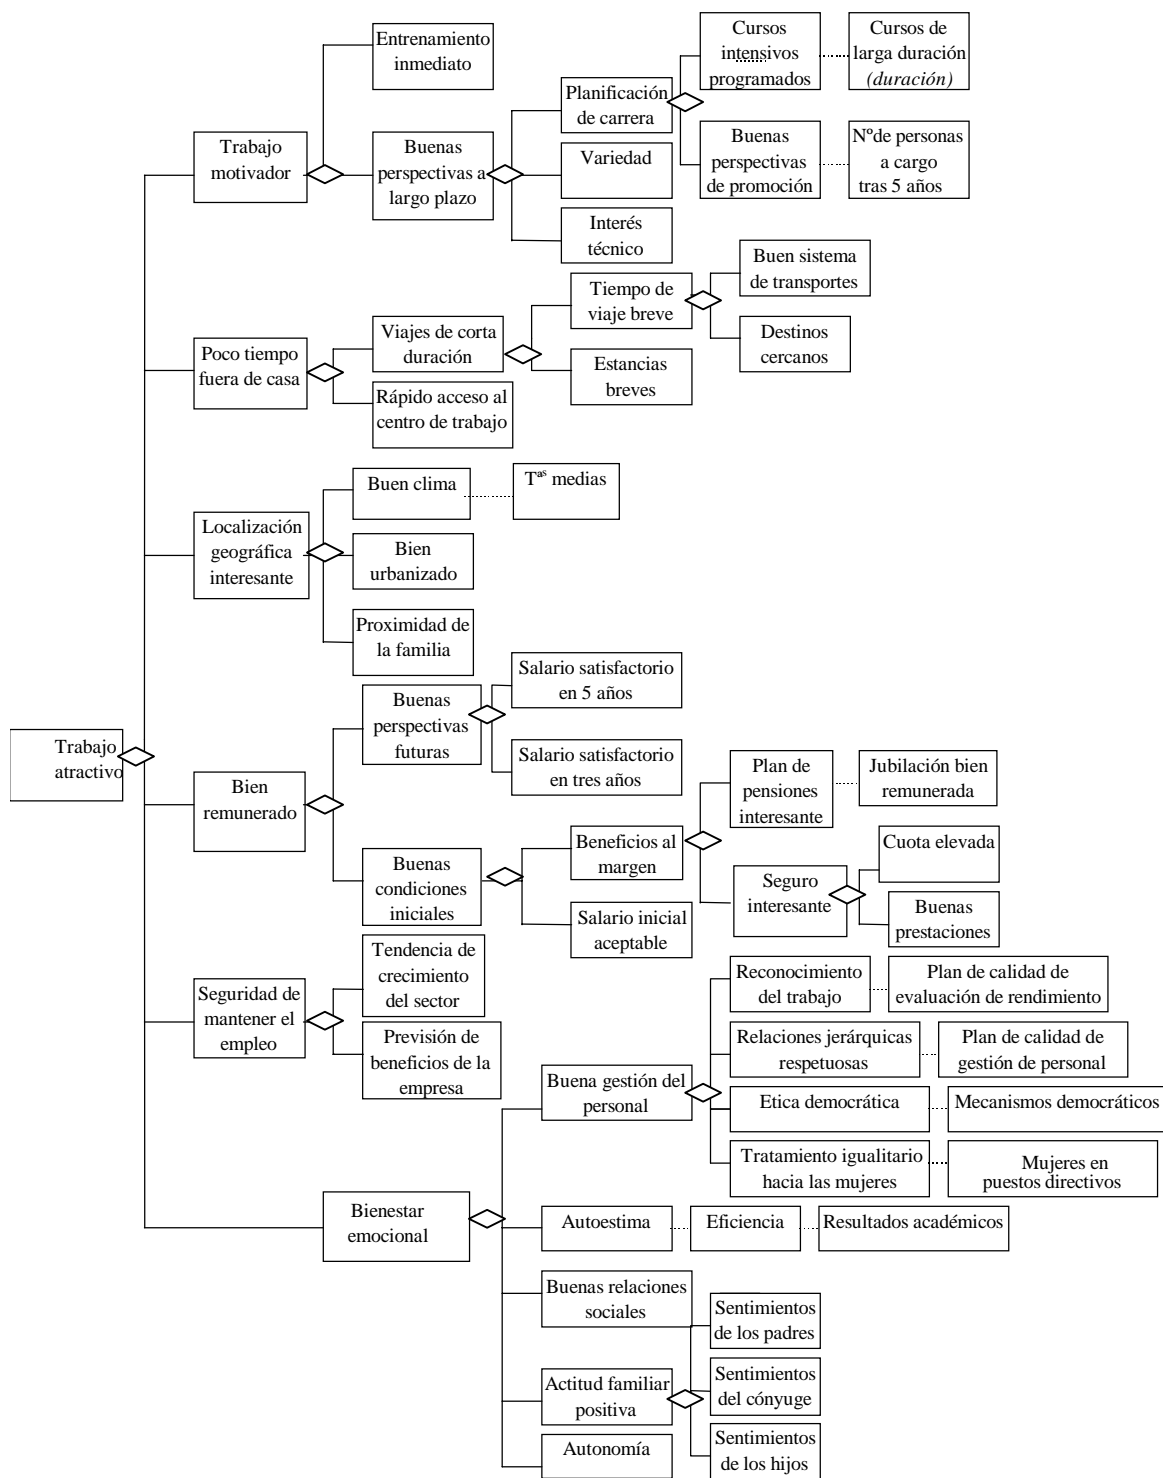 Entrenamiento
inmediato
Cursos
intensivos
programados
Cursos de
larga duración
(duración)
Planificación
de carrera
Trabajo
motivador
Buenas
perspectivas a
largo plazo
Variedad
Buenas
perspectivas
de promoción
Nº de personas
a cargo
tras 5 años
Interés
técnico
Buen sistema
de transportes
Tiempo de
viaje breve
Viajes de corta
duración
Poco tiempo
fuera de casa
Destinos
cercanos
Estancias
breves
Rápido acceso al
centro de trabajo
Buen clima
Tªˢ medias
Localización
geográfica
interesante
Bien
urbanizado
Proximidad de
la familia
Salario satisfactorio
en 5 años
Buenas
perspectivas
futuras
Trabajo
atractivo
Salario satisfactorio
en tres años
Plan de
pensiones
interesante
Jubilación bien
remunerada
Bien
remunerado
Beneficios al
margen
Cuota elevada
Buenas
condiciones
iniciales
Seguro
interesante
Salario inicial
aceptable
Buenas
prestaciones
Tendencia de
crecimiento
del sector
Reconocimiento
del trabajo
Plan de calidad de
evaluación de rendimiento
Seguridad de
mantener el
empleo
Previsión de
beneficios de la
empresa
Relaciones jerárquicas
respetuosas
Plan de calidad de
gestión de personal
Buena gestión del
personal
Etica democrática
Mecanismos democráticos
Tratamiento igualitario
hacia las mujeres
Mujeres en
puestos directivos
Bienestar
emocional
Autoestima
Eficiencia
Resultados académicos
Buenas relaciones
sociales
Sentimientos
de los padres
Actitud familiar
positiva
Sentimientos
del cónyuge
Autonomía
Sentimientos
de los hijos